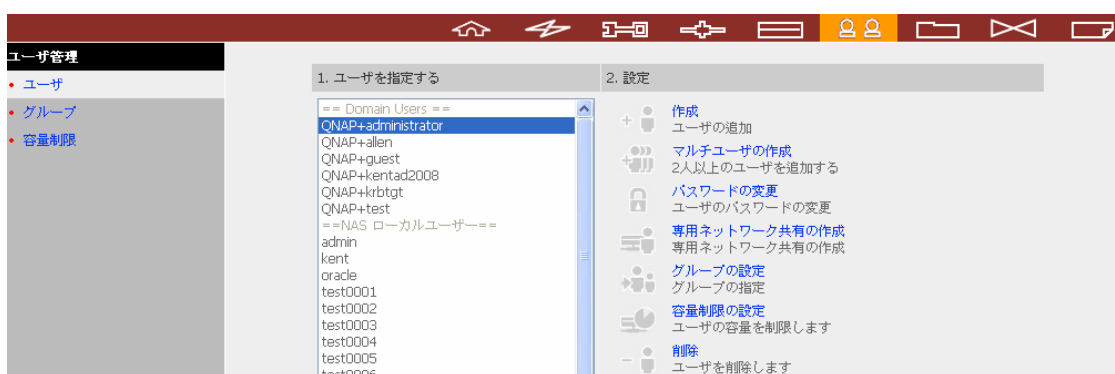 ユーザ管理
• ユーザ
• グループ
• 容量制限
1. ユーザを指定する
== Domain Users ==
QNAP+administrator
QNAP+allen
QNAP+guest
QNAP+kentad2008
QNAP+krbtgt
QNAP+test
==NAS ローカルユーザー==
admin
kent
oracle
test0001
test0002
test0003
test0004
test0005
test0006
2. 設定
作成
ユーザの追加
マルチユーザの作成
2人以上のユーザを追加する
パスワードの変更
ユーザのパスワードの変更
専用ネットワーク共有の作成
専用ネットワーク共有の作成
グループの設定
グループの指定
容量制限の設定
ユーザの容量を制限します
削除
ユーザを削除します